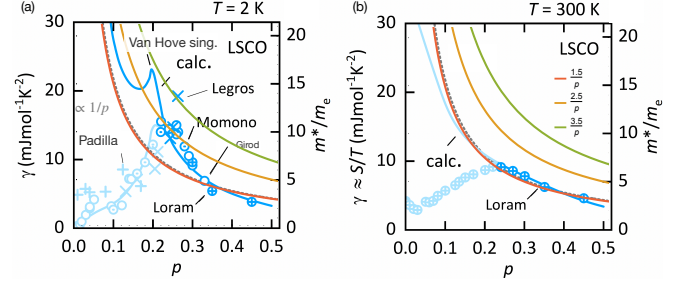 (a)
T = 2 K
30
20
10
0
γ (mJmol⁻¹K⁻²)
Van Hove sing.
LSCO
calc.
Legros
∝ 1/p
Momono
Padilla
Girod
Loram
20
15
10
5
0
m*/mₑ
0.0 0.1 0.2 0.3 0.4 0.5
p
(b)
T = 300 K
30
20
10
0
γ ≈ S/T (mJmol⁻¹K⁻²)
LSCO
1.5/p
2.5/p
3.5/p
calc.
Loram
20
15
10
5
0
m*/mₑ
0.0 0.1 0.2 0.3 0.4 0.5
p